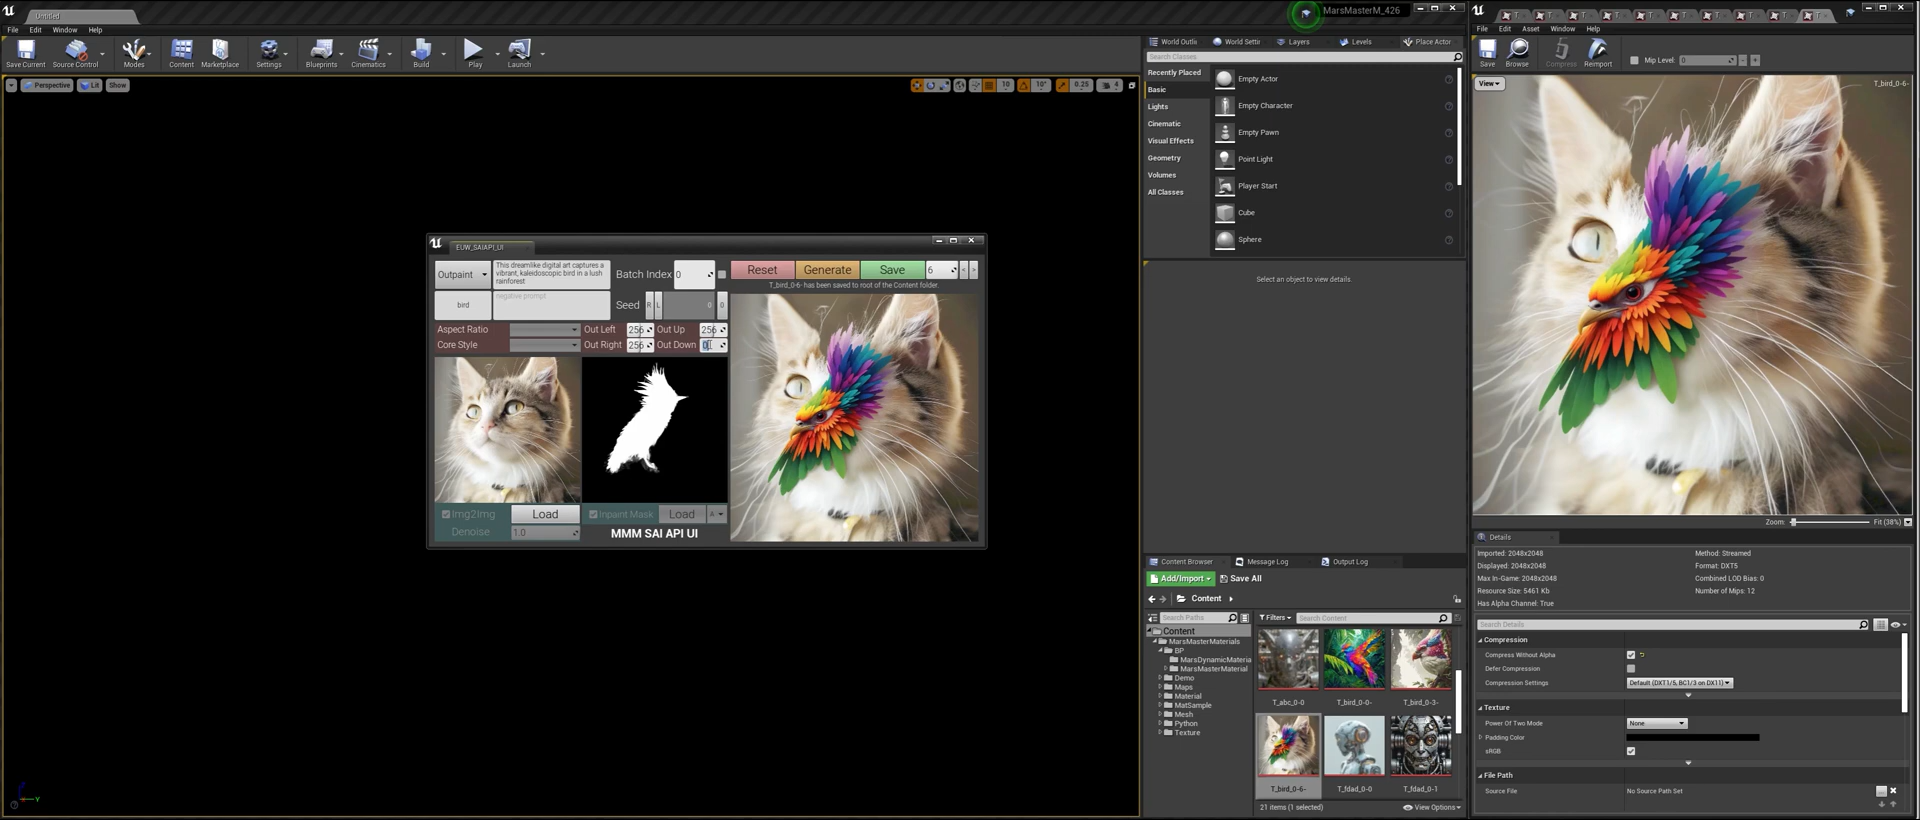 Untitled
MarsMasterM_426
File Edit Window Help
Save Current Source Control Modes Content Marketplace Settings Blueprints Cinematics Build Play Launch
Perspective Lit Show
10 10° 0.25 4
World Outli World Setti Layers Levels Place Actor
Search Classes
Recently Placed
Basic
Lights
Cinematic
Visual Effects
Geometry
Volumes
All Classes
Empty Actor
Empty Character
Empty Pawn
Point Light
Player Start
Cube
Sphere
Select an object to view details.
EUW_SAIAPI_UI
Outpaint
This dreamlike digital art captures a
vibrant, kaleidoscopic bird in a lush
rainforest
Batch Index 0
Reset Generate Save 6 < >
T_bird_0-6- has been saved to root of the Content folder.
bird
negative prompt
Seed R L 0 0
Aspect Ratio Out Left 256 Out Up 256
Core Style Out Right 256 Out Down 0
Img2Img Load Inpaint Mask Load A
Denoise 1.0 MMM SAI API UI
Content Browser Message Log Output Log
Add/Import Save All
Content
Search Paths
Filters Search Content
Content
MarsMasterMaterials
BP
MarsDynamicMateria
MarsMasterMaterial
Demo
Maps
Material
MatSample
Mesh
Python
Texture
T_abc_0-0 T_bird_0-0- T_bird_0-3-
T_bird_0-6- T_fdad_0-0 T_fdad_0-1
21 items (1 selected) View Options
T T T T T T T T T T
File Edit Asset Window Help
Save Browse Compress Reimport Mip Level: 0
View
T_bird_0-6-
Zoom: Fit (38%)
Details
Imported: 2048x2048 Method: Streamed
Displayed: 2048x2048 Format: DXT5
Max In-Game: 2048x2048 Combined LOD Bias: 0
Resource Size: 5461 Kb Number of Mips: 12
Has Alpha Channel: True
Search Details
Compression
Compress Without Alpha
Defer Compression
Compression Settings Default (DXT1/5, BC1/3 on DX11)
Texture
Power Of Two Mode None
Padding Color
sRGB
File Path
Source File No Source Path Set